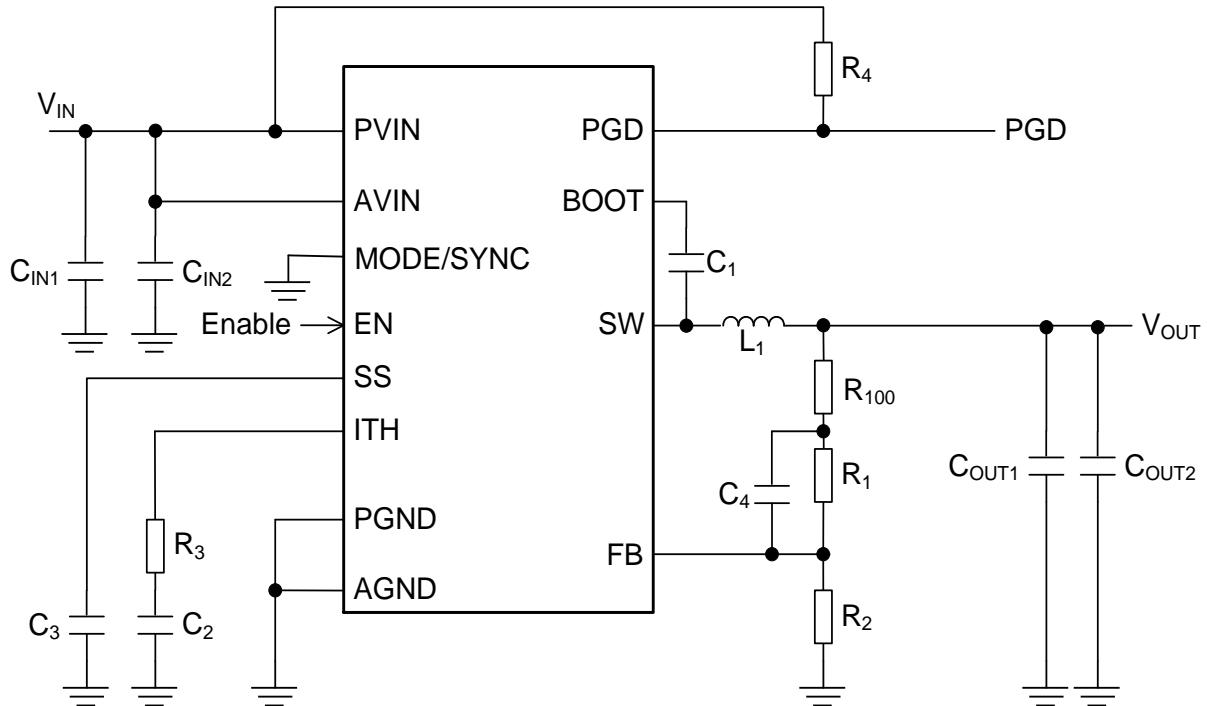 R4
VIN
PVIN
PGD
PGD
AVIN
BOOT
MODE/SYNC
CIN1
CIN2
C1
Enable
EN
SW
L1
VOUT
SS
R100
ITH
C4
R1
COUT1
COUT2
PGND
R3
FB
AGND
C3
C2
R2